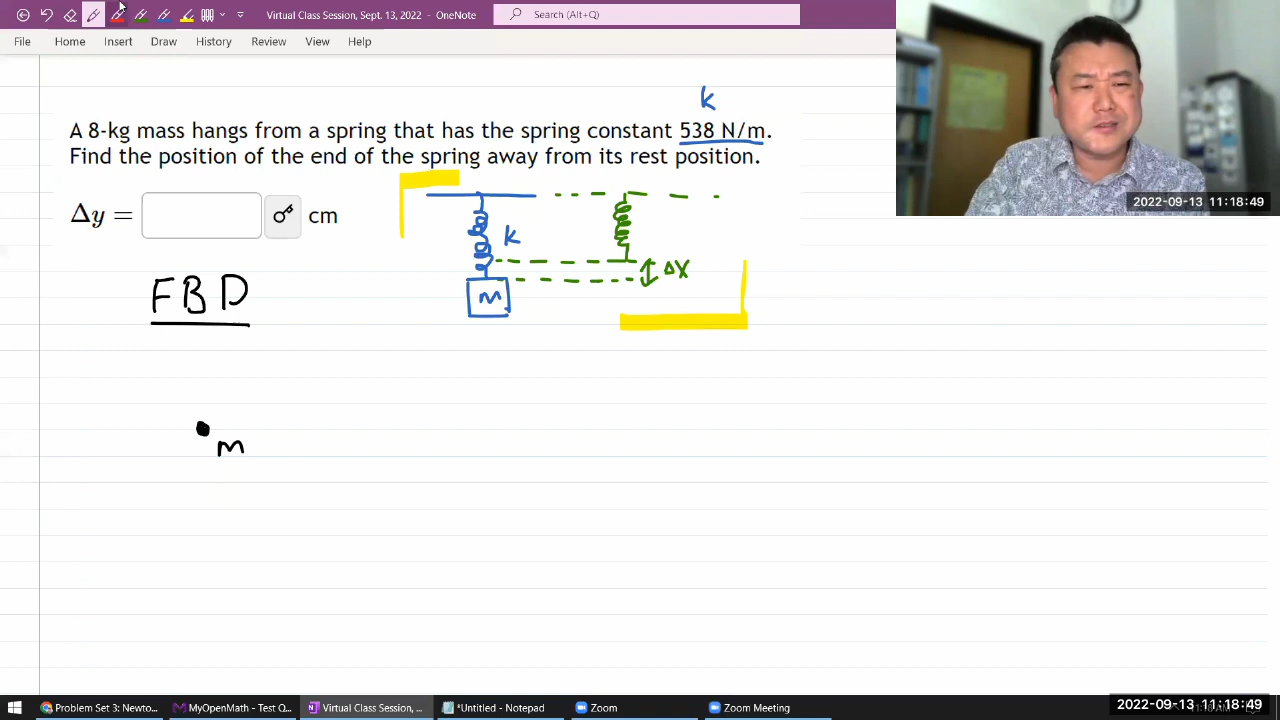 Virtual Class Session, Sept. 13, 2022 - OneNote
Search (Alt+Q)
File Home Insert Draw History Review View Help
k
A 8-kg mass hangs from a spring that has the spring constant 538 N/m.
Find the position of the end of the spring away from its rest position.
Δy = cm
k
Δx
m
FBD
m
2022-09-13 11:18:49
Problem Set 3: Newto... MyOpenMath - Test Q... Virtual Class Session, ... *Untitled - Notepad Zoom Zoom Meeting
2022-09-13 11:18:49